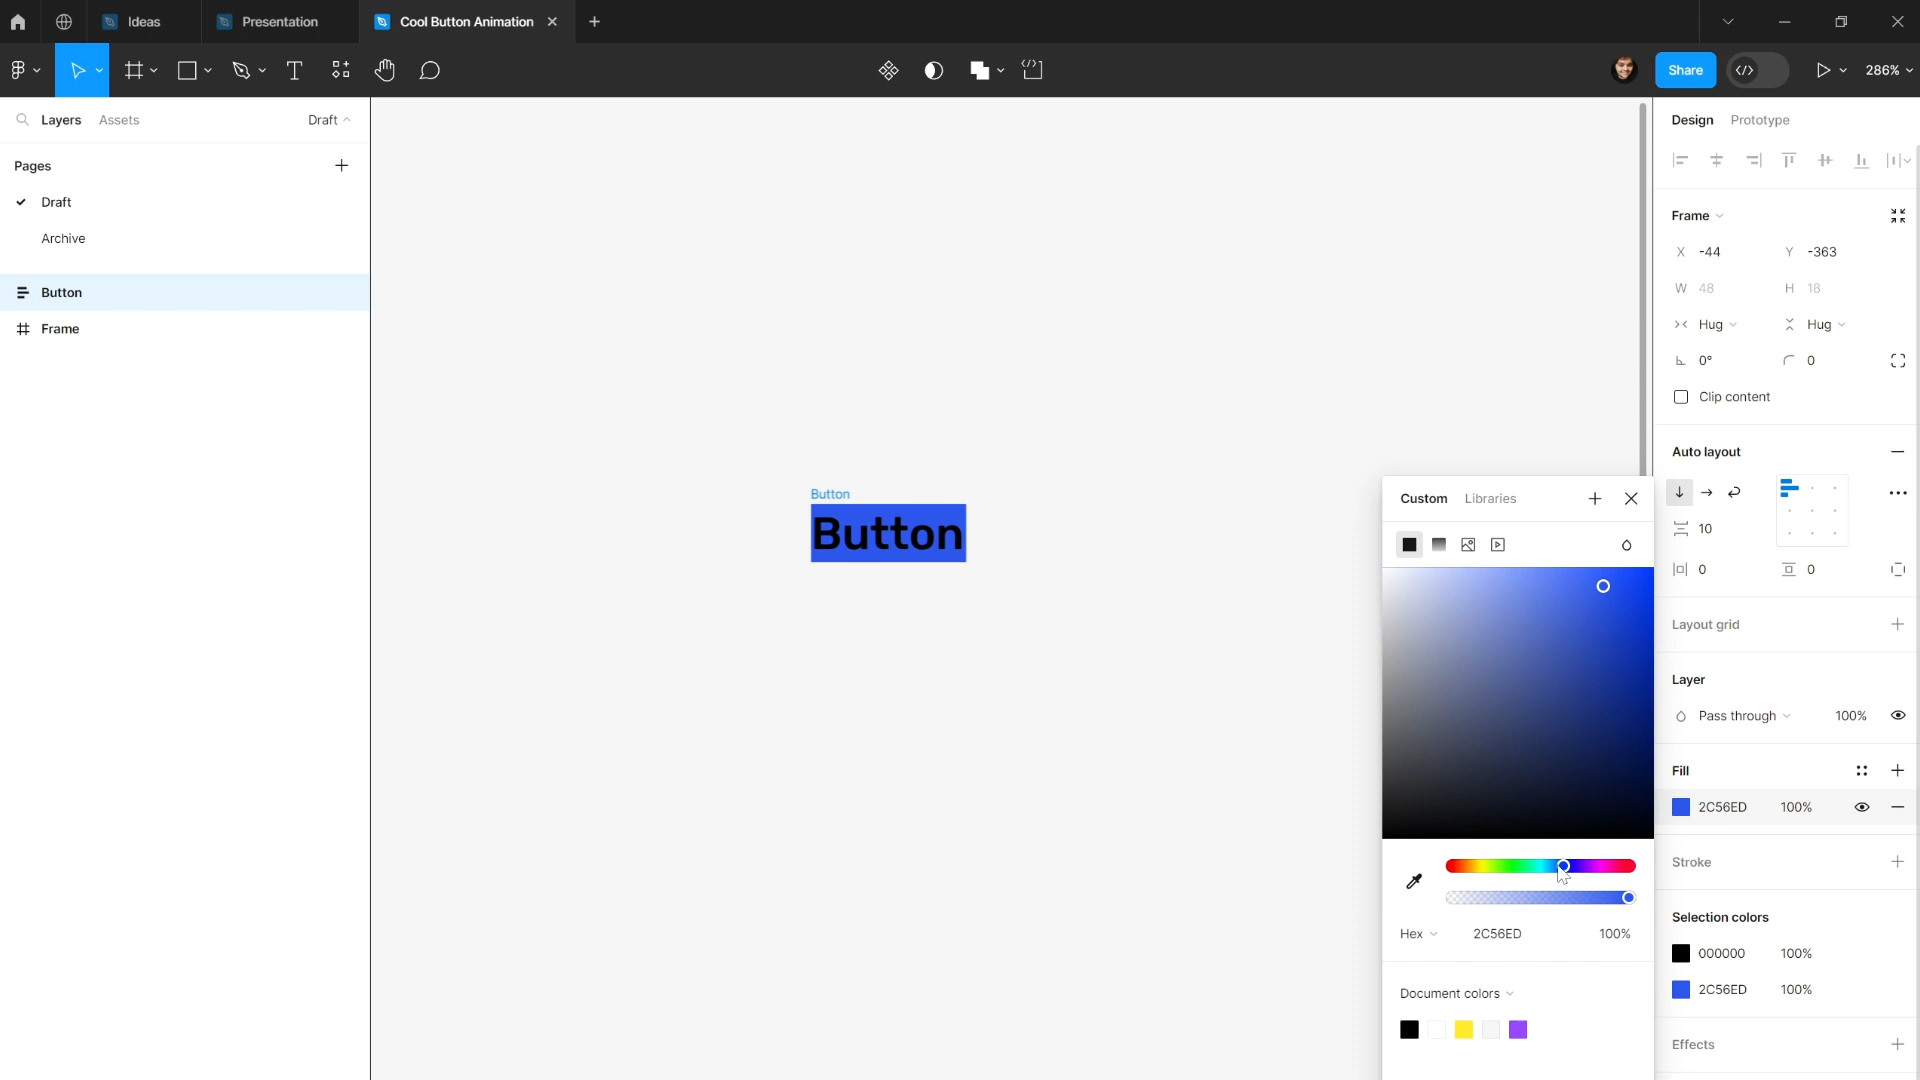 Ideas
Presentation
Cool Button Animation
Share
286%
Layers
Assets
Draft
Pages
Draft
Archive
Button
Frame
Button
Button
Custom
Libraries
Hex
2C56ED
100%
Document colors
Design
Prototype
Frame
X -44
Y -363
W 48
H 18
Hug
Hug
0°
0
Clip content
Auto layout
10
0
0
Layout grid
Layer
Pass through
100%
Fill
2C56ED
100%
Stroke
Selection colors
000000
100%
2C56ED
100%
Effects